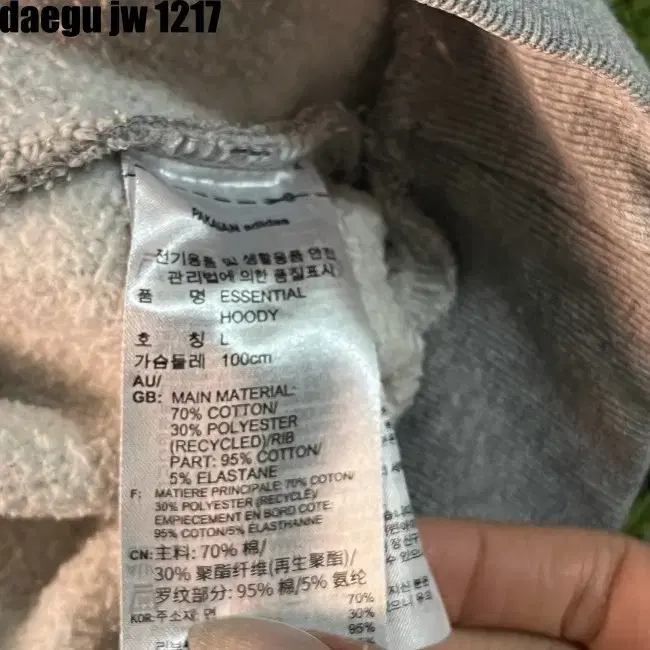 daegu jw 1217
PAKAIAN adidas
전기용품 및 생활용품 안전
관리법에 의한 품질표시
품 명 ESSENTIAL
HOODY
호 칭 L
가슴둘레 100cm
AU/
GB: MAIN MATERIAL:
70% COTTON/
30% POLYESTER
(RECYCLED)/RIB
PART: 95% COTTON/
5% ELASTANE
F: MATIERE PRINCIPALE: 70% COTON/
30% POLYESTER (RECYCLE)/
EMPIECEMENT EN BORD COTE:
95% COTON/5% ELASTHANNE
CN: 主料: 70% 棉/
30% 聚酯纤维(再生聚酯)/
罗纹部分: 95% 棉/5% 氨纶
KOR: 주소재: 면 70%
30%
95%